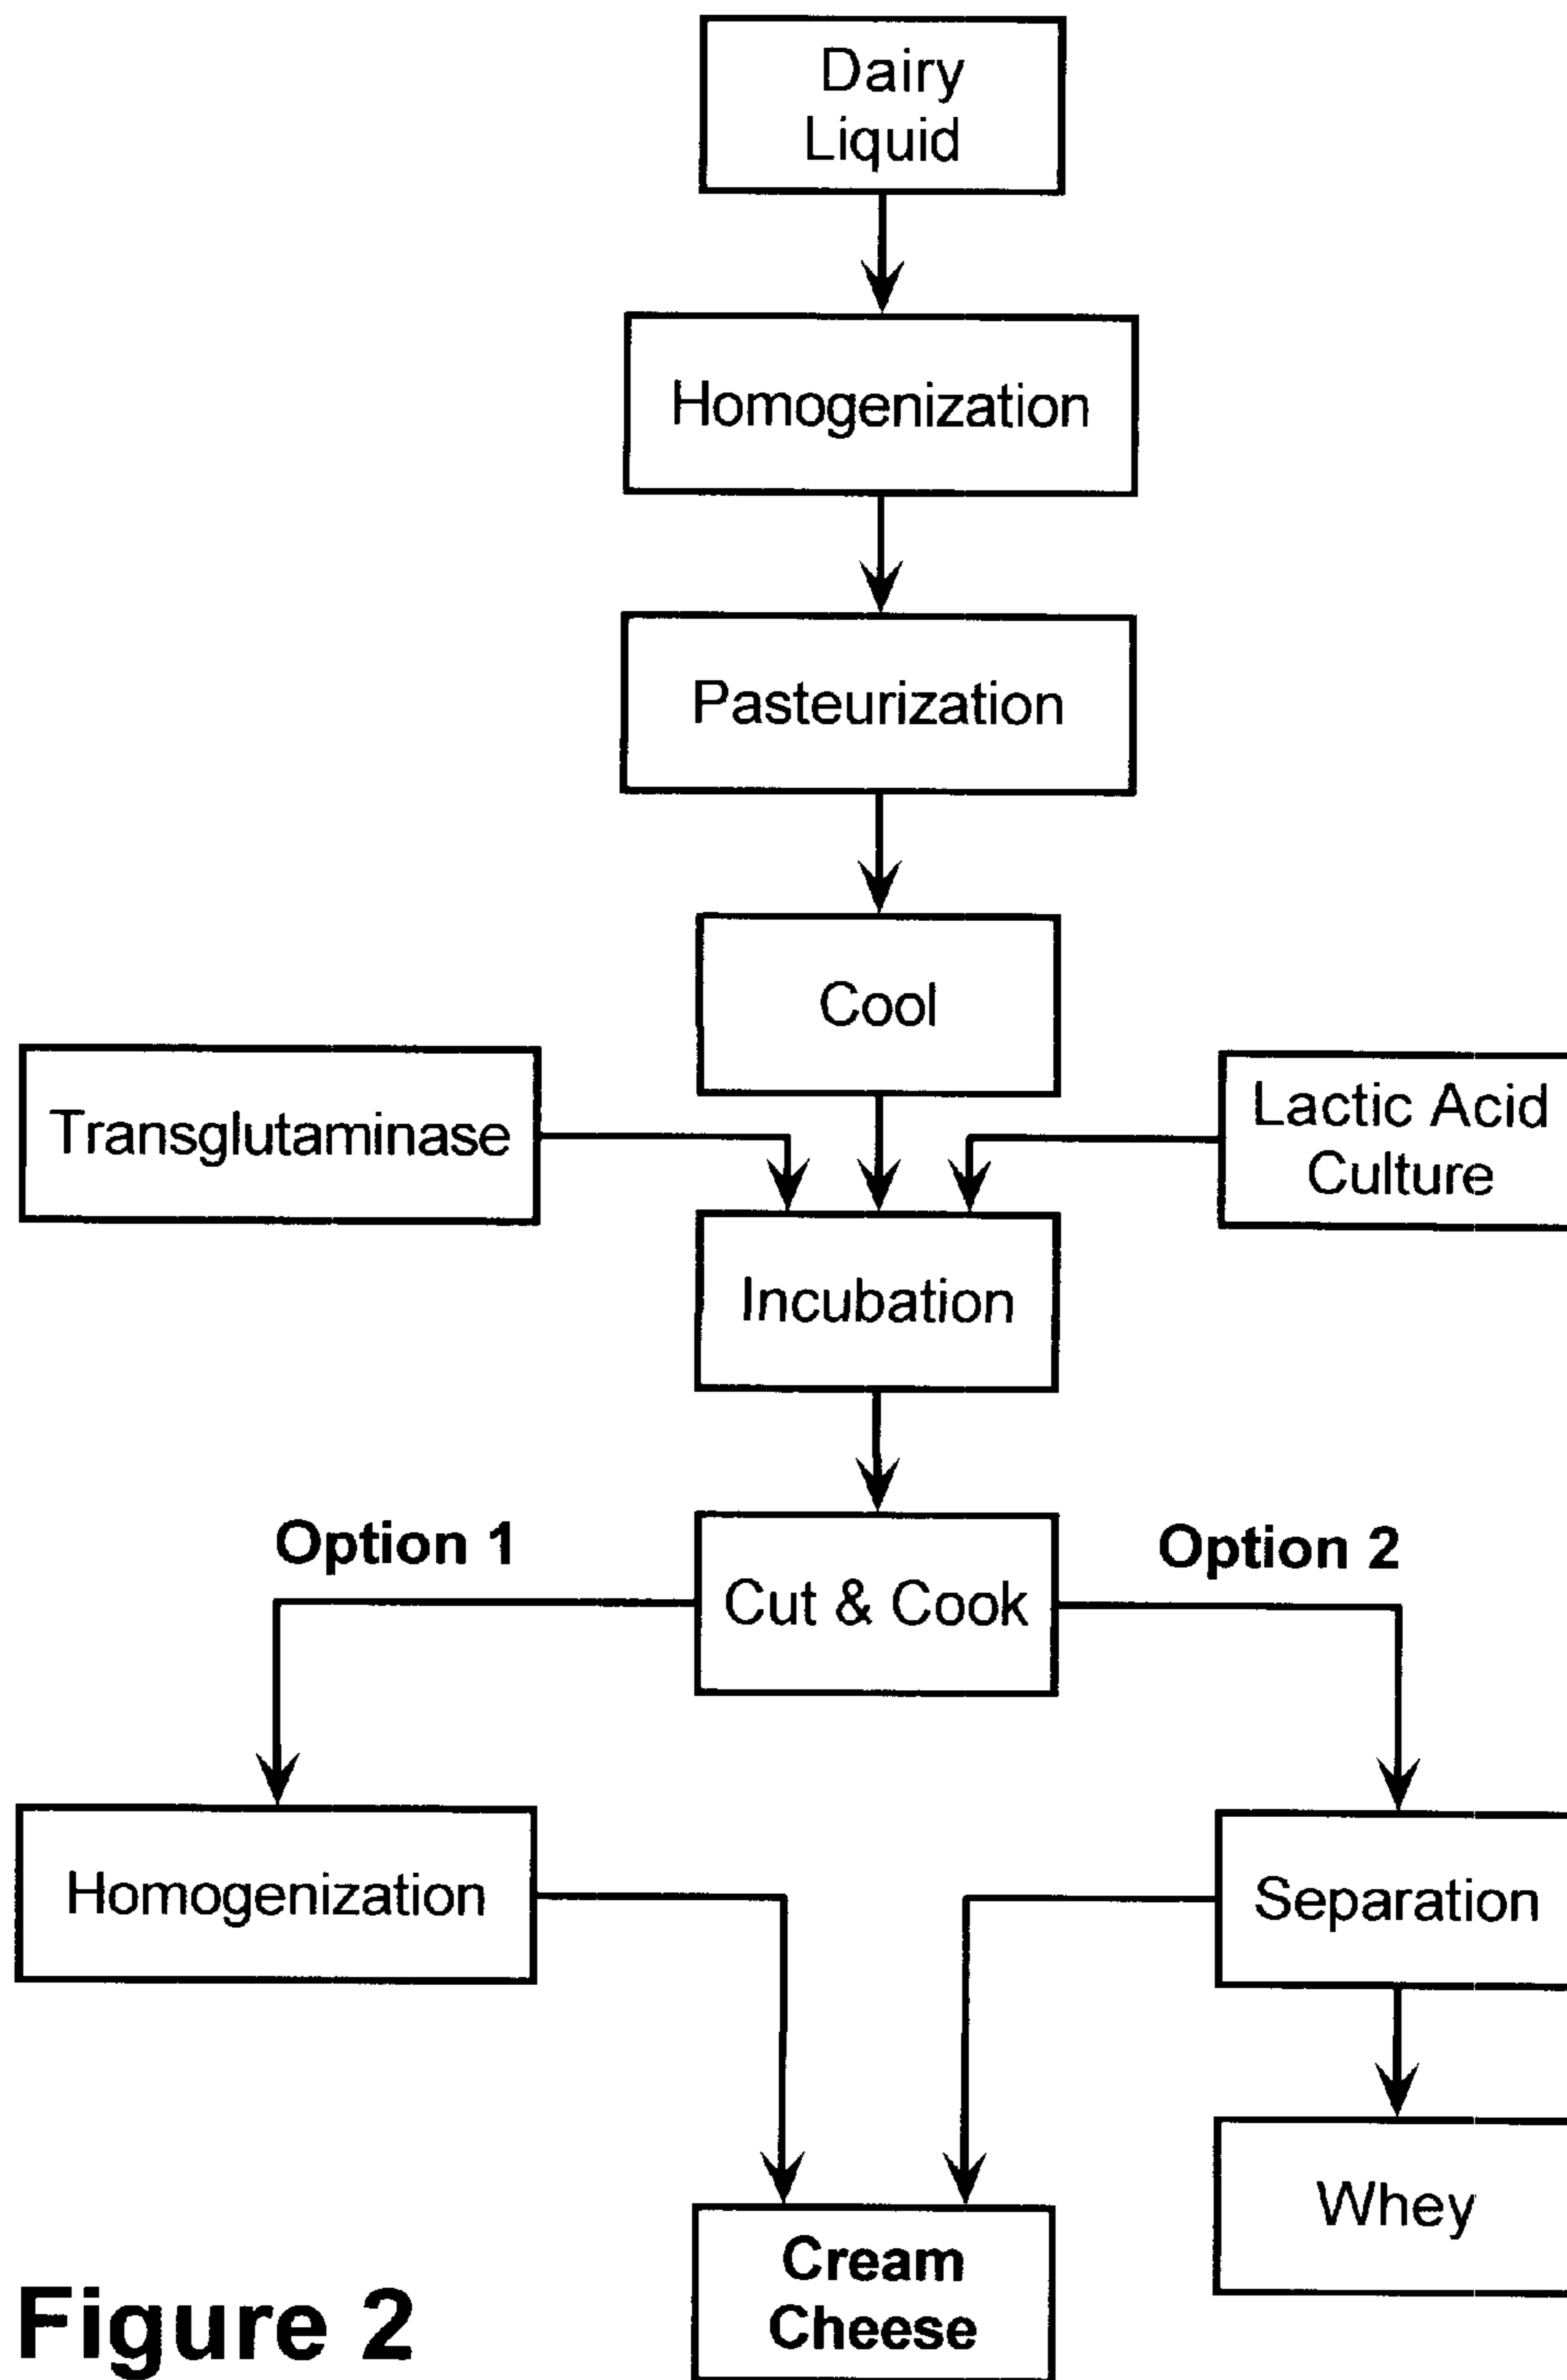 Dairy
Liquid
Homogenization
Pasteurization
Cool
Transglutaminase
Lactic Acid
Culture
Incubation
Option 1
Option 2
Cut & Cook
Homogenization
Separation
Whey
Cream
Cheese
Figure 2